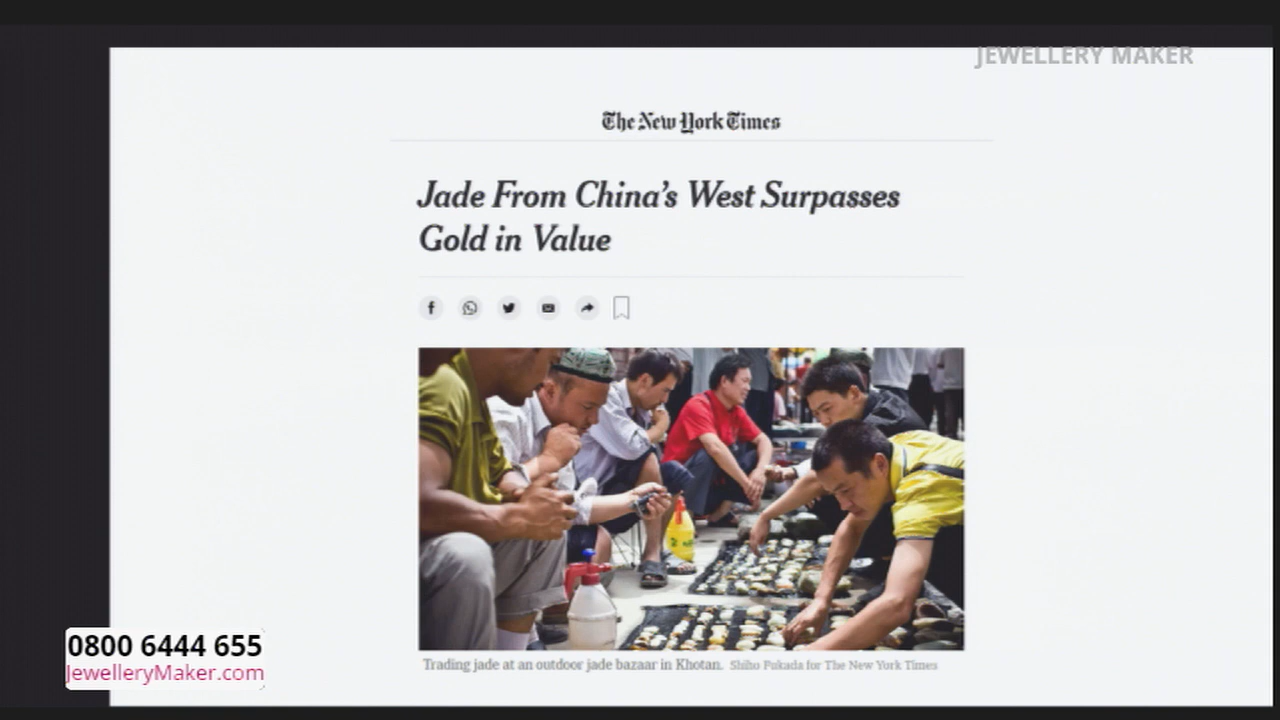 JEWELLERY MAKER
The New York Times
Jade From China's West Surpasses
Gold in Value
Trading jade at an outdoor jade bazaar in Khotan. Shiho Fukada for The New York Times
0800 6444 655
JewelleryMaker.com